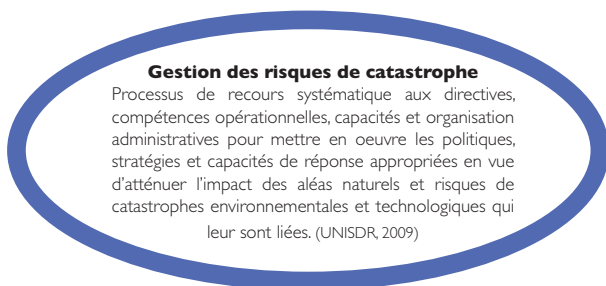 Gestion des risques de catastrophe
Processus de recours systématique aux directives,
compétences opérationnelles, capacités et organisation
administratives pour mettre en oeuvre les politiques,
stratégies et capacités de réponse appropriées en vue
d’atténuer l’impact des aléas naturels et risques de
catastrophes environnementales et technologiques qui
leur sont liées. (UNISDR, 2009)